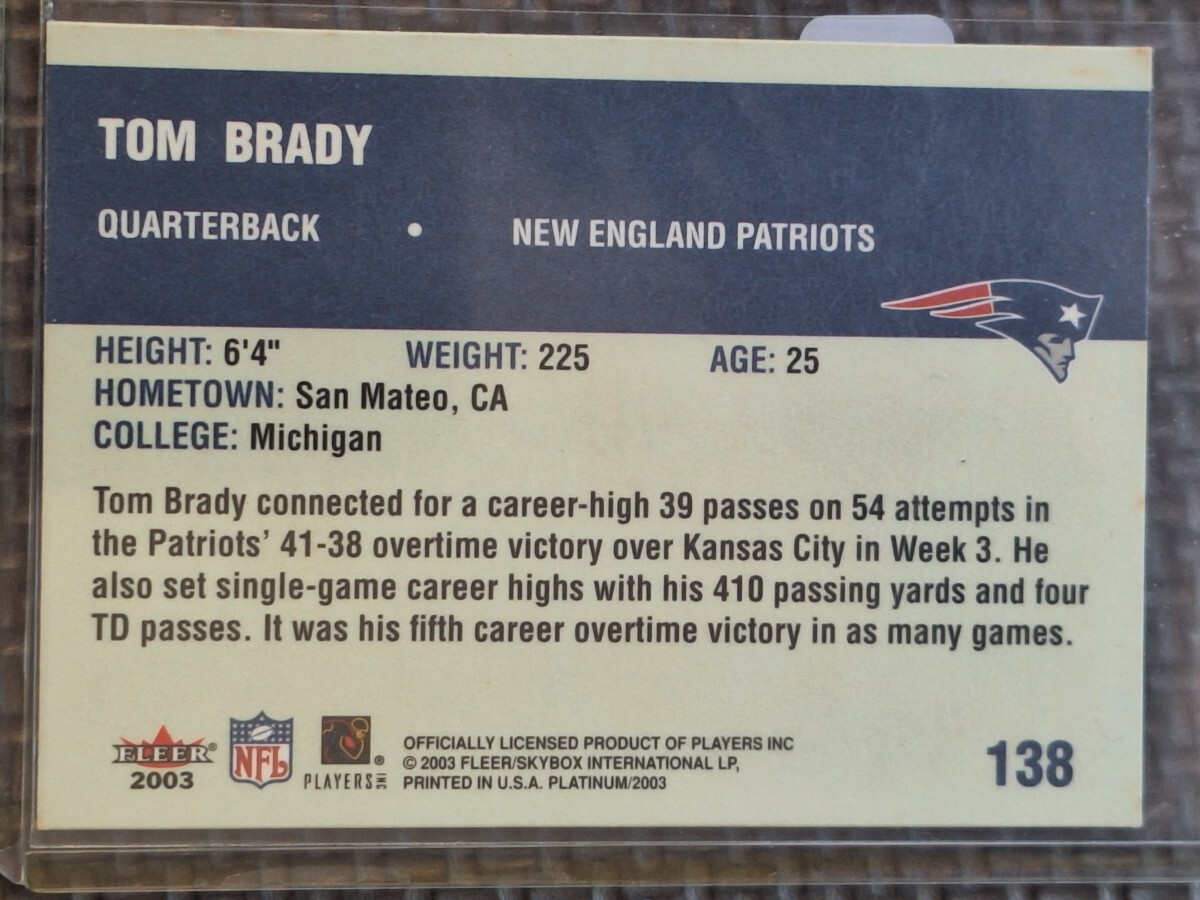 TOM BRADY
QUARTERBACK • NEW ENGLAND PATRIOTS
HEIGHT: 6'4" WEIGHT: 225 AGE: 25
HOMETOWN: San Mateo, CA
COLLEGE: Michigan
Tom Brady connected for a career-high 39 passes on 54 attempts in
the Patriots' 41-38 overtime victory over Kansas City in Week 3. He
also set single-game career highs with his 410 passing yards and four
TD passes. It was his fifth career overtime victory in as many games.
FLEER®
2003
NFL
PLAYERS INC ®
OFFICIALLY LICENSED PRODUCT OF PLAYERS INC
© 2003 FLEER/SKYBOX INTERNATIONAL LP,
PRINTED IN U.S.A. PLATINUM/2003
138